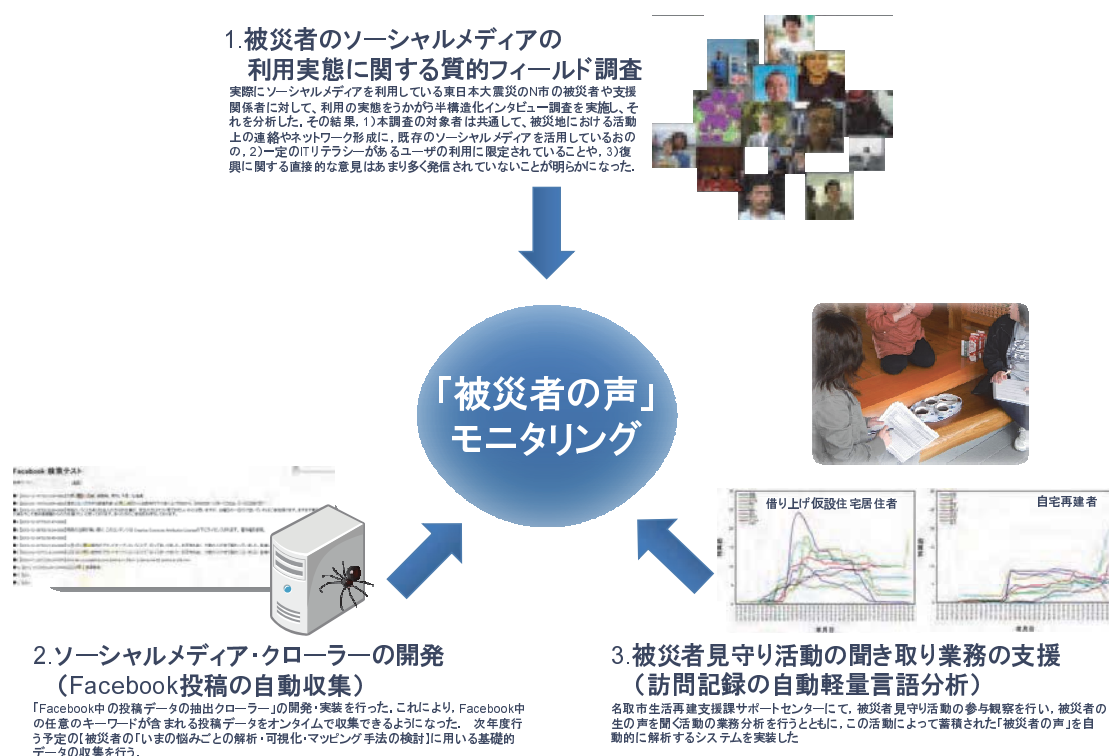 1.被災者のソーシャルメディアの
利用実態に関する質的フィールド調査
実際にソーシャルメディアを利用している東日本大震災のN市の被災者や支援
関係者に対して、利用の実態をうかがう半構造化インタビュー調査を実施し、そ
れを分析した。その結果，1)本調査の対象者は共通して、被災地における活動
上の連絡やネットワーク形成に，既存のソーシャルメディアを活用しているおの
の，2)一定のITリテラシーがあるユーザの利用に限定されていることや，3)復
興に関する直接的な意見はあまり多く発信されていないことが明らかになった．
「被災者の声」
モニタリング
Facebook 検索テスト
借り上げ仮設住宅居住者
自宅再建者
2.ソーシャルメディア・クローラーの開発
（Facebook投稿の自動収集）
「Facebook中の投稿データの抽出クローラー」の開発・実装を行った，これにより，Facebook中
の任意のキーワードが含まれる投稿データをオンタイムで収集できるようになった．　次年度行
う予定の【被災者の「いまの悩みごとの解析・可視化・マッピング手法の検討】に用いる基礎的
データの収集を行う．
3.被災者見守り活動の聞き取り業務の支援
（訪問記録の自動軽量言語分析）
名取市生活再建支援課サポートセンターにて，被災者見守り活動の参与観察を行い，被災者の
生の声を聞く活動の業務分析を行うとともに，この活動によって蓄積された「被災者の声」を自
動的に解析するシステムを実装した